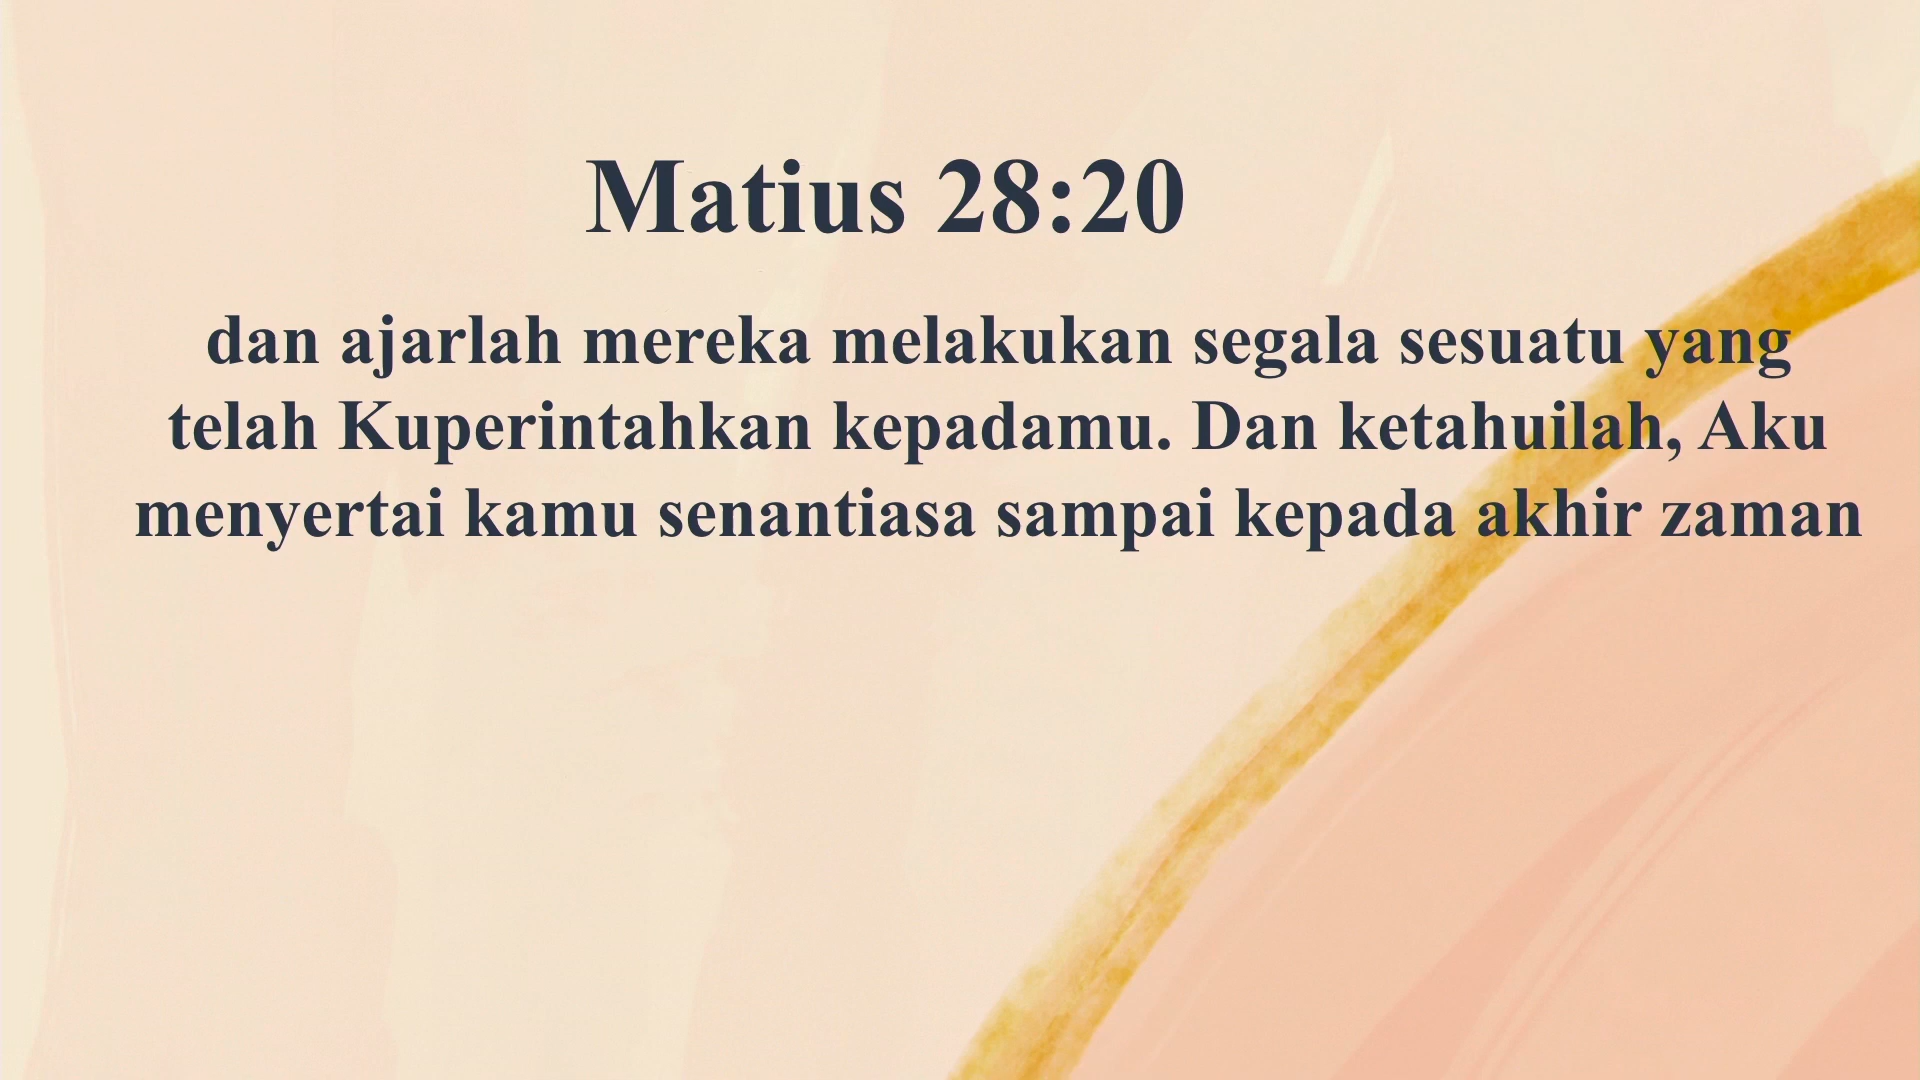 Matius 28:20
dan ajarlah mereka melakukan segala sesuatu yang
telah Kuperintahkan kepadamu. Dan ketahuilah, Aku
menyertai kamu senantiasa sampai kepada akhir zaman